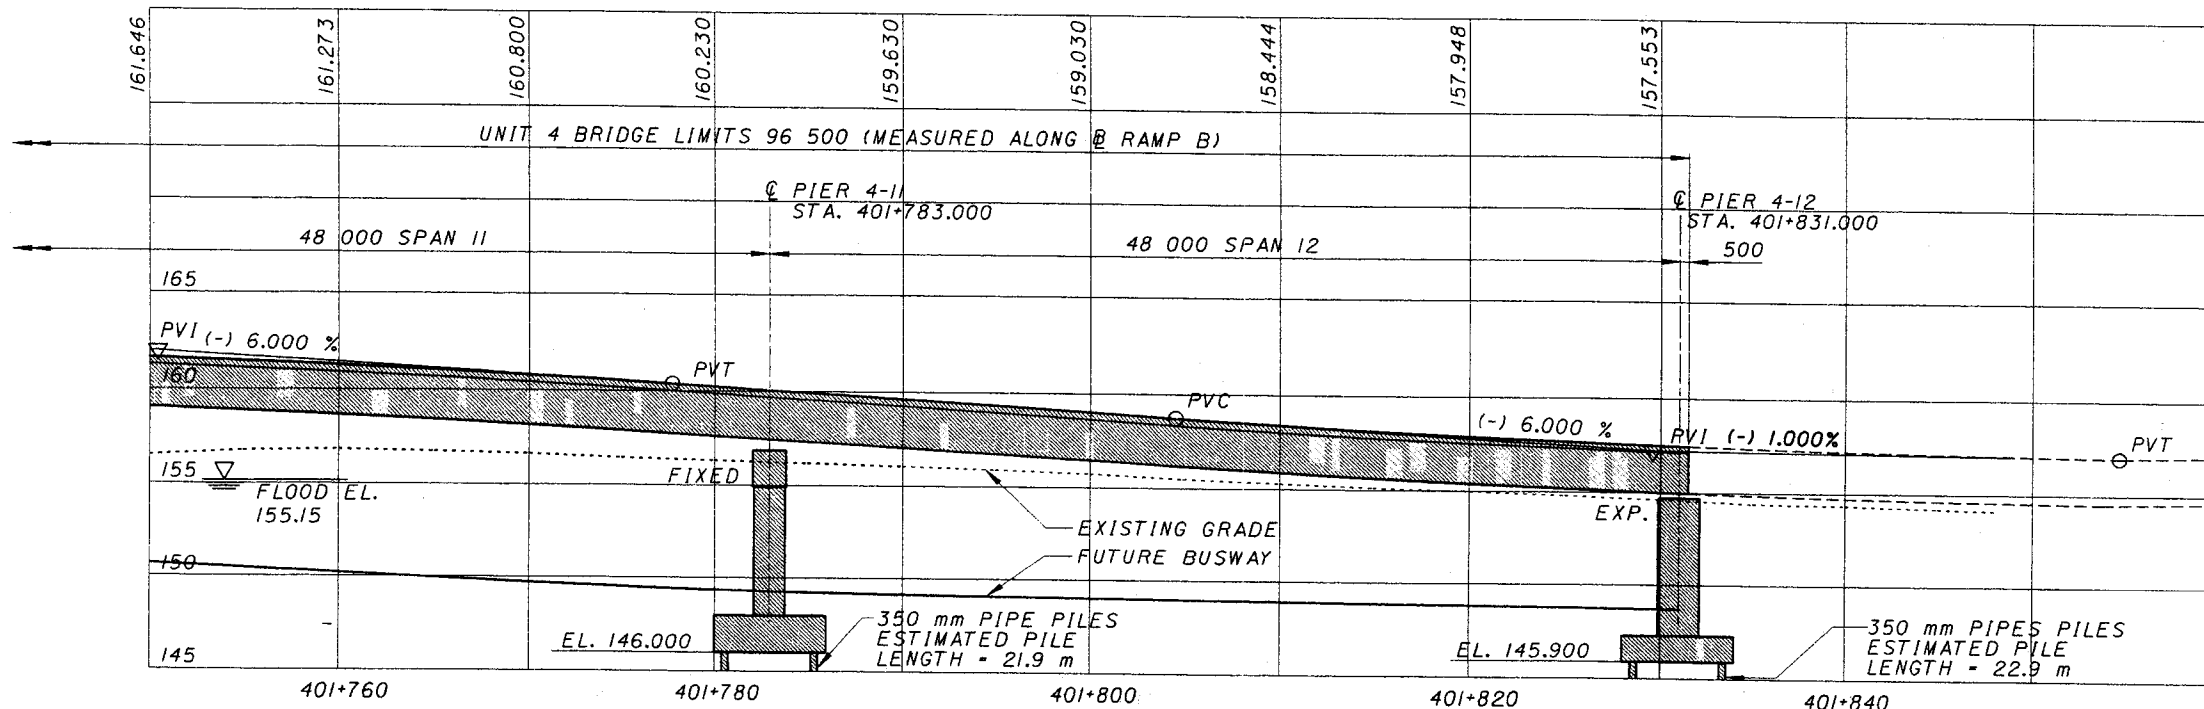 161.646
161.273
160.800
160.230
159.630
159.030
158.444
157.948
157.553
UNIT 4 BRIDGE LIMITS 96 500 (MEASURED ALONG ⅊ RAMP B)
℄ PIER 4-11
STA. 401+783.000
℄ PIER 4-12
STA. 401+831.000
48 000 SPAN 11
48 000 SPAN 12
500
165
PVI (-) 6.000 %
160
PVT
PVC
(-) 6.000 %
PVI (-) 1.000%
PVT
155
FLOOD EL.
155.15
FIXED
EXP.
EXISTING GRADE
FUTURE BUSWAY
150
350 mm PIPE PILES
ESTIMATED PILE
LENGTH = 21.9 m
EL. 146.000
EL. 145.900
350 mm PIPES PILES
ESTIMATED PILE
LENGTH = 22.9 m
145
401+760
401+780
401+800
401+820
401+840